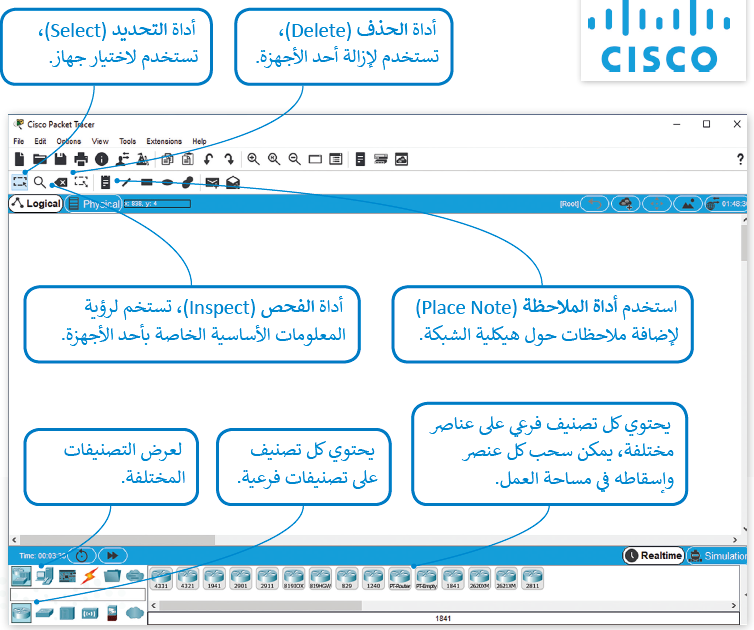 أداة التحديد (Select)،
تستخدم لاختيار جهاز.
أداة الحذف (Delete)،
تستخدم لإزالة أحد الأجهزة.
CISCO
Cisco Packet Tracer
File Edit Options View Tools Extensions Help
?
Logical Physical x: 838, y: 4 [Root] 01:48:30
أداة الفحص (Inspect)، تستخم لرؤية
المعلومات الأساسية الخاصة بأحد الأجهزة.
استخدم أداة الملاحظة (Place Note)
لإضافة ملاحظات حول هيكلية الشبكة.
لعرض التصنيفات
المختلفة.
يحتوي كل تصنيف
على تصنيفات فرعية.
يحتوي كل تصنيف فرعي على عناصر
مختلفة، يمكن سحب كل عنصر
وإسقاطه في مساحة العمل.
Time: 00:03: Realtime Simulation
4331 4321 1941 2901 2911 819IOX 819HGW 829 1240 PT-Router PT-Empty 1841 2620XM 2621XM 2811
1841